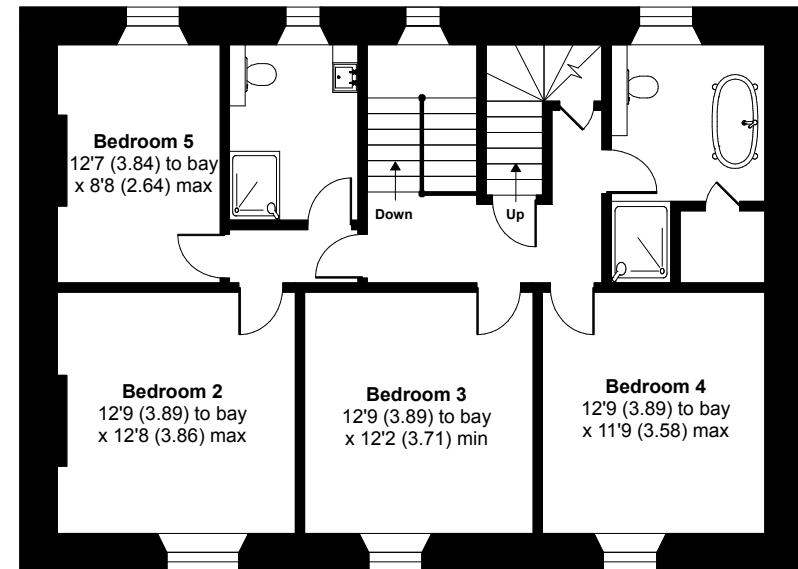 Bedroom 5
12'7 (3.84) to bay
x 8'8 (2.64) max
Down
Up
Bedroom 2
12'9 (3.89) to bay
x 12'8 (3.86) max
Bedroom 3
12'9 (3.89) to bay
x 12'2 (3.71) min
Bedroom 4
12'9 (3.89) to bay
x 11'9 (3.58) max